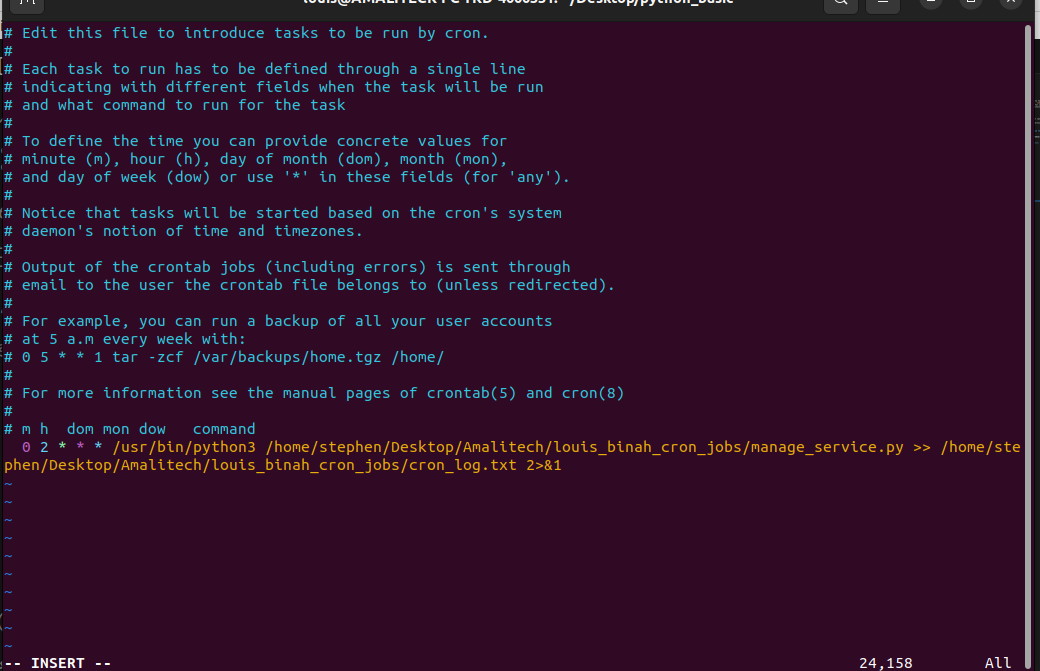 # Edit this file to introduce tasks to be run by cron.
#
# Each task to run has to be defined through a single line
# indicating with different fields when the task will be run
# and what command to run for the task
#
# To define the time you can provide concrete values for
# minute (m), hour (h), day of month (dom), month (mon),
# and day of week (dow) or use '*' in these fields (for 'any').
#
# Notice that tasks will be started based on the cron's system
# daemon's notion of time and timezones.
#
# Output of the crontab jobs (including errors) is sent through
# email to the user the crontab file belongs to (unless redirected).
#
# For example, you can run a backup of all your user accounts
# at 5 a.m every week with:
# 0 5 * * 1 tar -zcf /var/backups/home.tgz /home/
#
# For more information see the manual pages of crontab(5) and cron(8)
#
# m h  dom mon dow   command
  0 2 * * * /usr/bin/python3 /home/stephen/Desktop/Amalitech/louis_binah_cron_jobs/manage_service.py >> /home/ste
phen/Desktop/Amalitech/louis_binah_cron_jobs/cron_log.txt 2>&1
~
~
~
~
~
~
~
~
~
~
-- INSERT -- 24,158 All